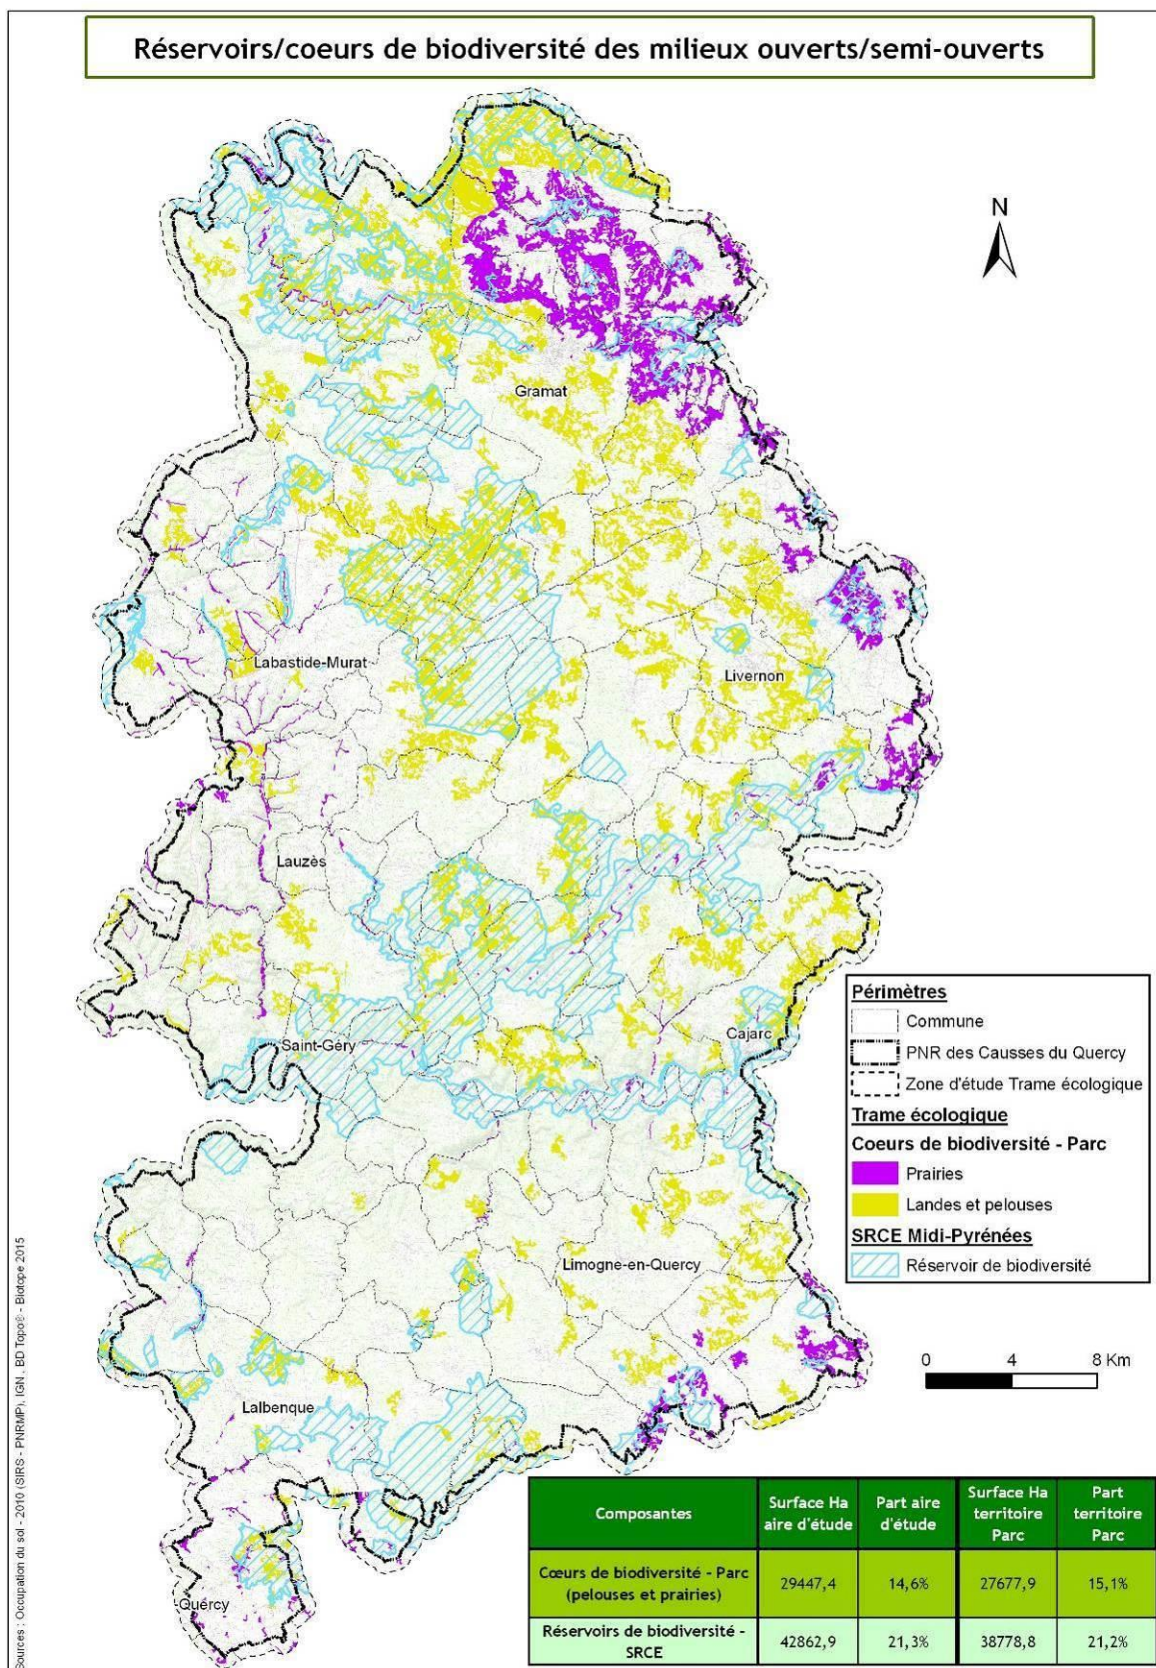 Réservoirs/coeurs de biodiversité des milieux ouverts/semi-ouverts
N
Gramat
Labastide-Murat
Livernon
Lauzès
Saint-Géry
Cajarc
Limogne-en-Quercy
Lalbenque
Quércy
Périmètres
Commune
PNR des Causses du Quercy
Zone d'étude Trame écologique
Trame écologique
Coeurs de biodiversité - Parc
Prairies
Landes et pelouses
SRCE Midi-Pyrénées
Réservoir de biodiversité
0 4 8 Km
Composantes
Surface Ha
aire d'étude
Part aire
d'étude
Surface Ha
territoire
Parc
Part
territoire
Parc
Cœurs de biodiversité - Parc
(pelouses et prairies)
29447,4
14,6%
27677,9
15,1%
Réservoirs de biodiversité -
SRCE
42862,9
21,3%
38778,8
21,2%
Sources : Occupation du sol - 2010 (SIRS - PNRMP), IGN, BD Topo® - Biotope 2015